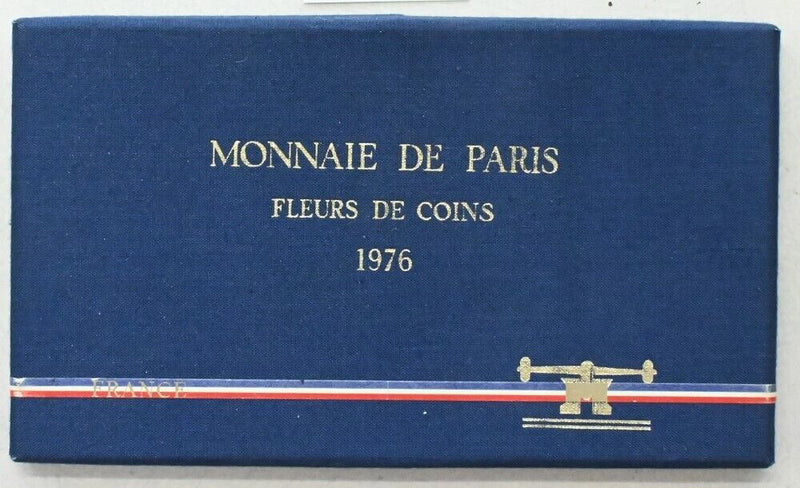 MONNAIE DE PARIS
FLEURS DE COINS
1976
FRANCE